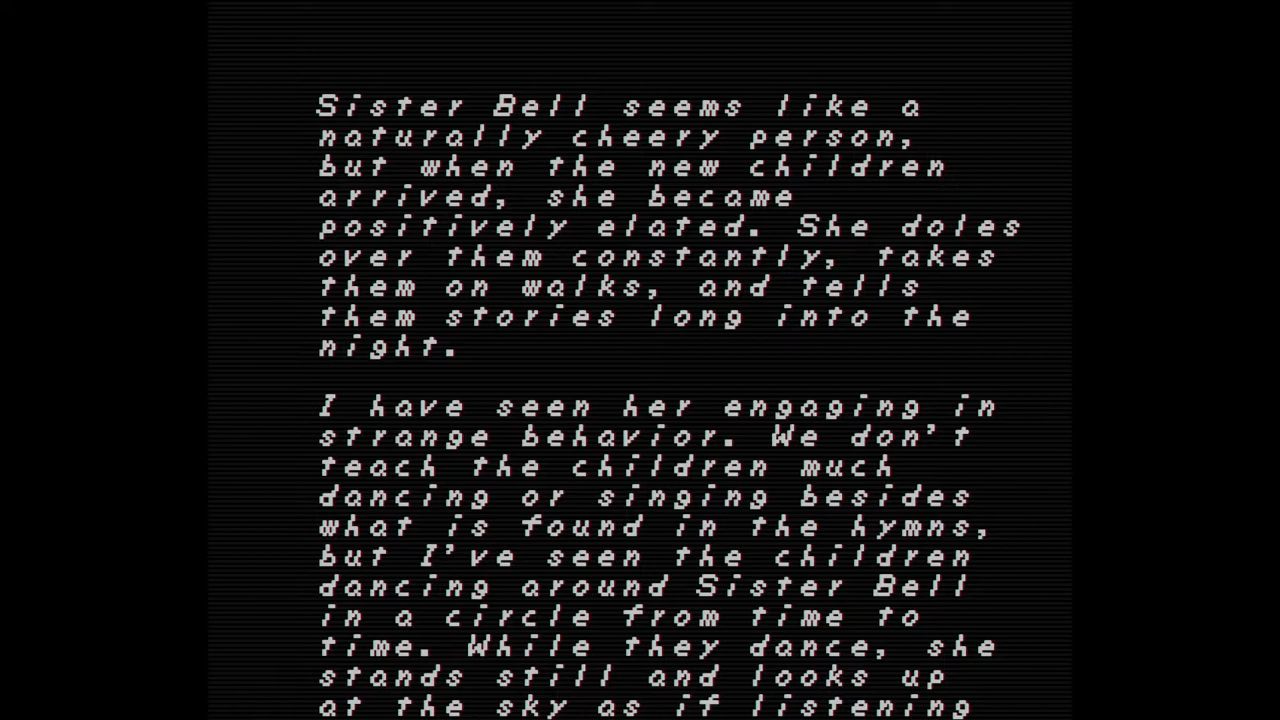 Sister Bell seems like a
naturally cheery person,
but when the new children
arrived, she became
positively elated. She doles
over them constantly, takes
them on walks, and tells
them stories long into the
night.
I have seen her engaging in
strange behavior. We don't
teach the children much
dancing or singing besides
what is found in the hymns,
but I've seen the children
dancing around Sister Bell
in a circle from time to
time. While they dance, she
stands still and looks up
at the sky as if listening